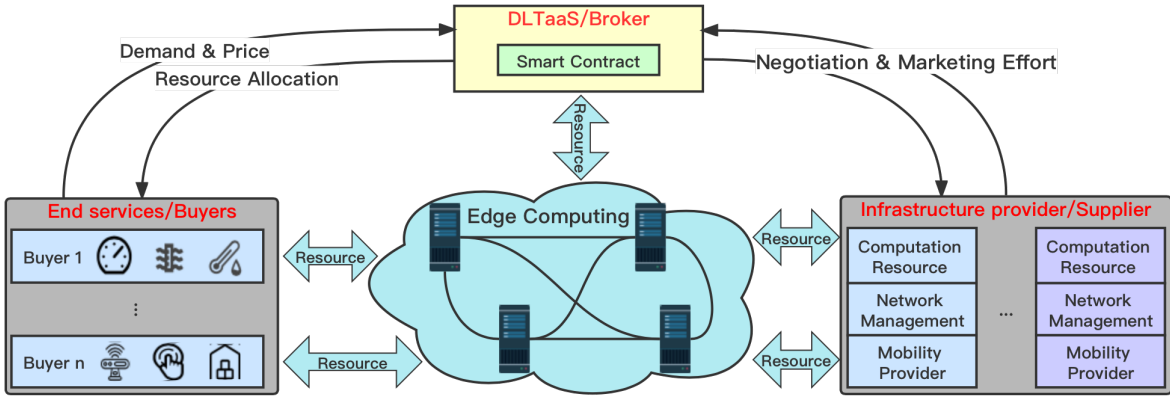 DLTaaS/Broker
Smart Contract
Demand & Price
Resource Allocation
Negotiation & Marketing Effort
Resource
End services/Buyers
Buyer 1
⋮
Buyer n
Resource
Resource
Edge Computing
Resource
Resource
Infrastructure provider/Supplier
Computation
Resource
Network
Management
Mobility
Provider
...
Computation
Resource
Network
Management
Mobility
Provider